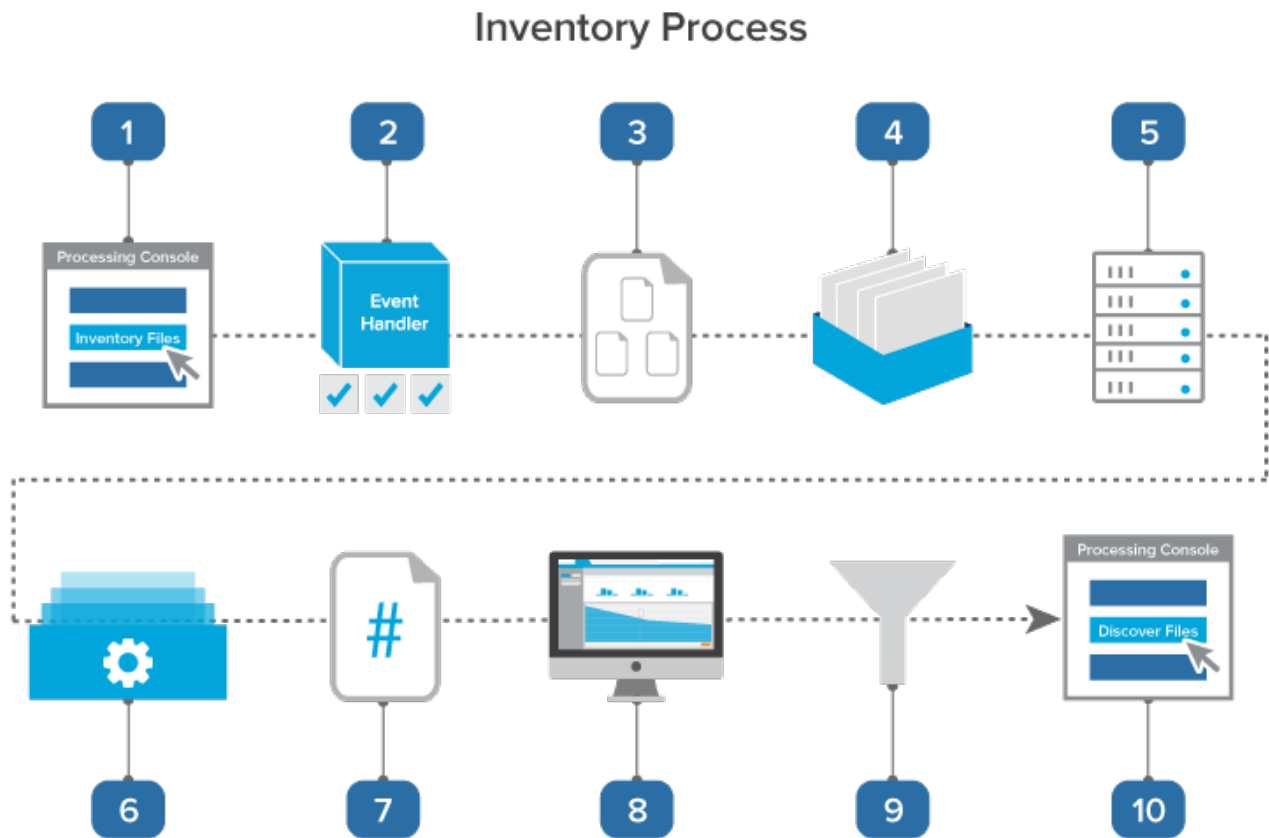 Inventory Process
1
2
3
4
5
Processing Console
Inventory Files
Event
Handler
#
Processing Console
Discover Files
6
7
8
9
10